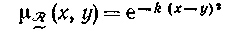 μ_ℛ̰ (x, y) = e^{−k (x−y)²}